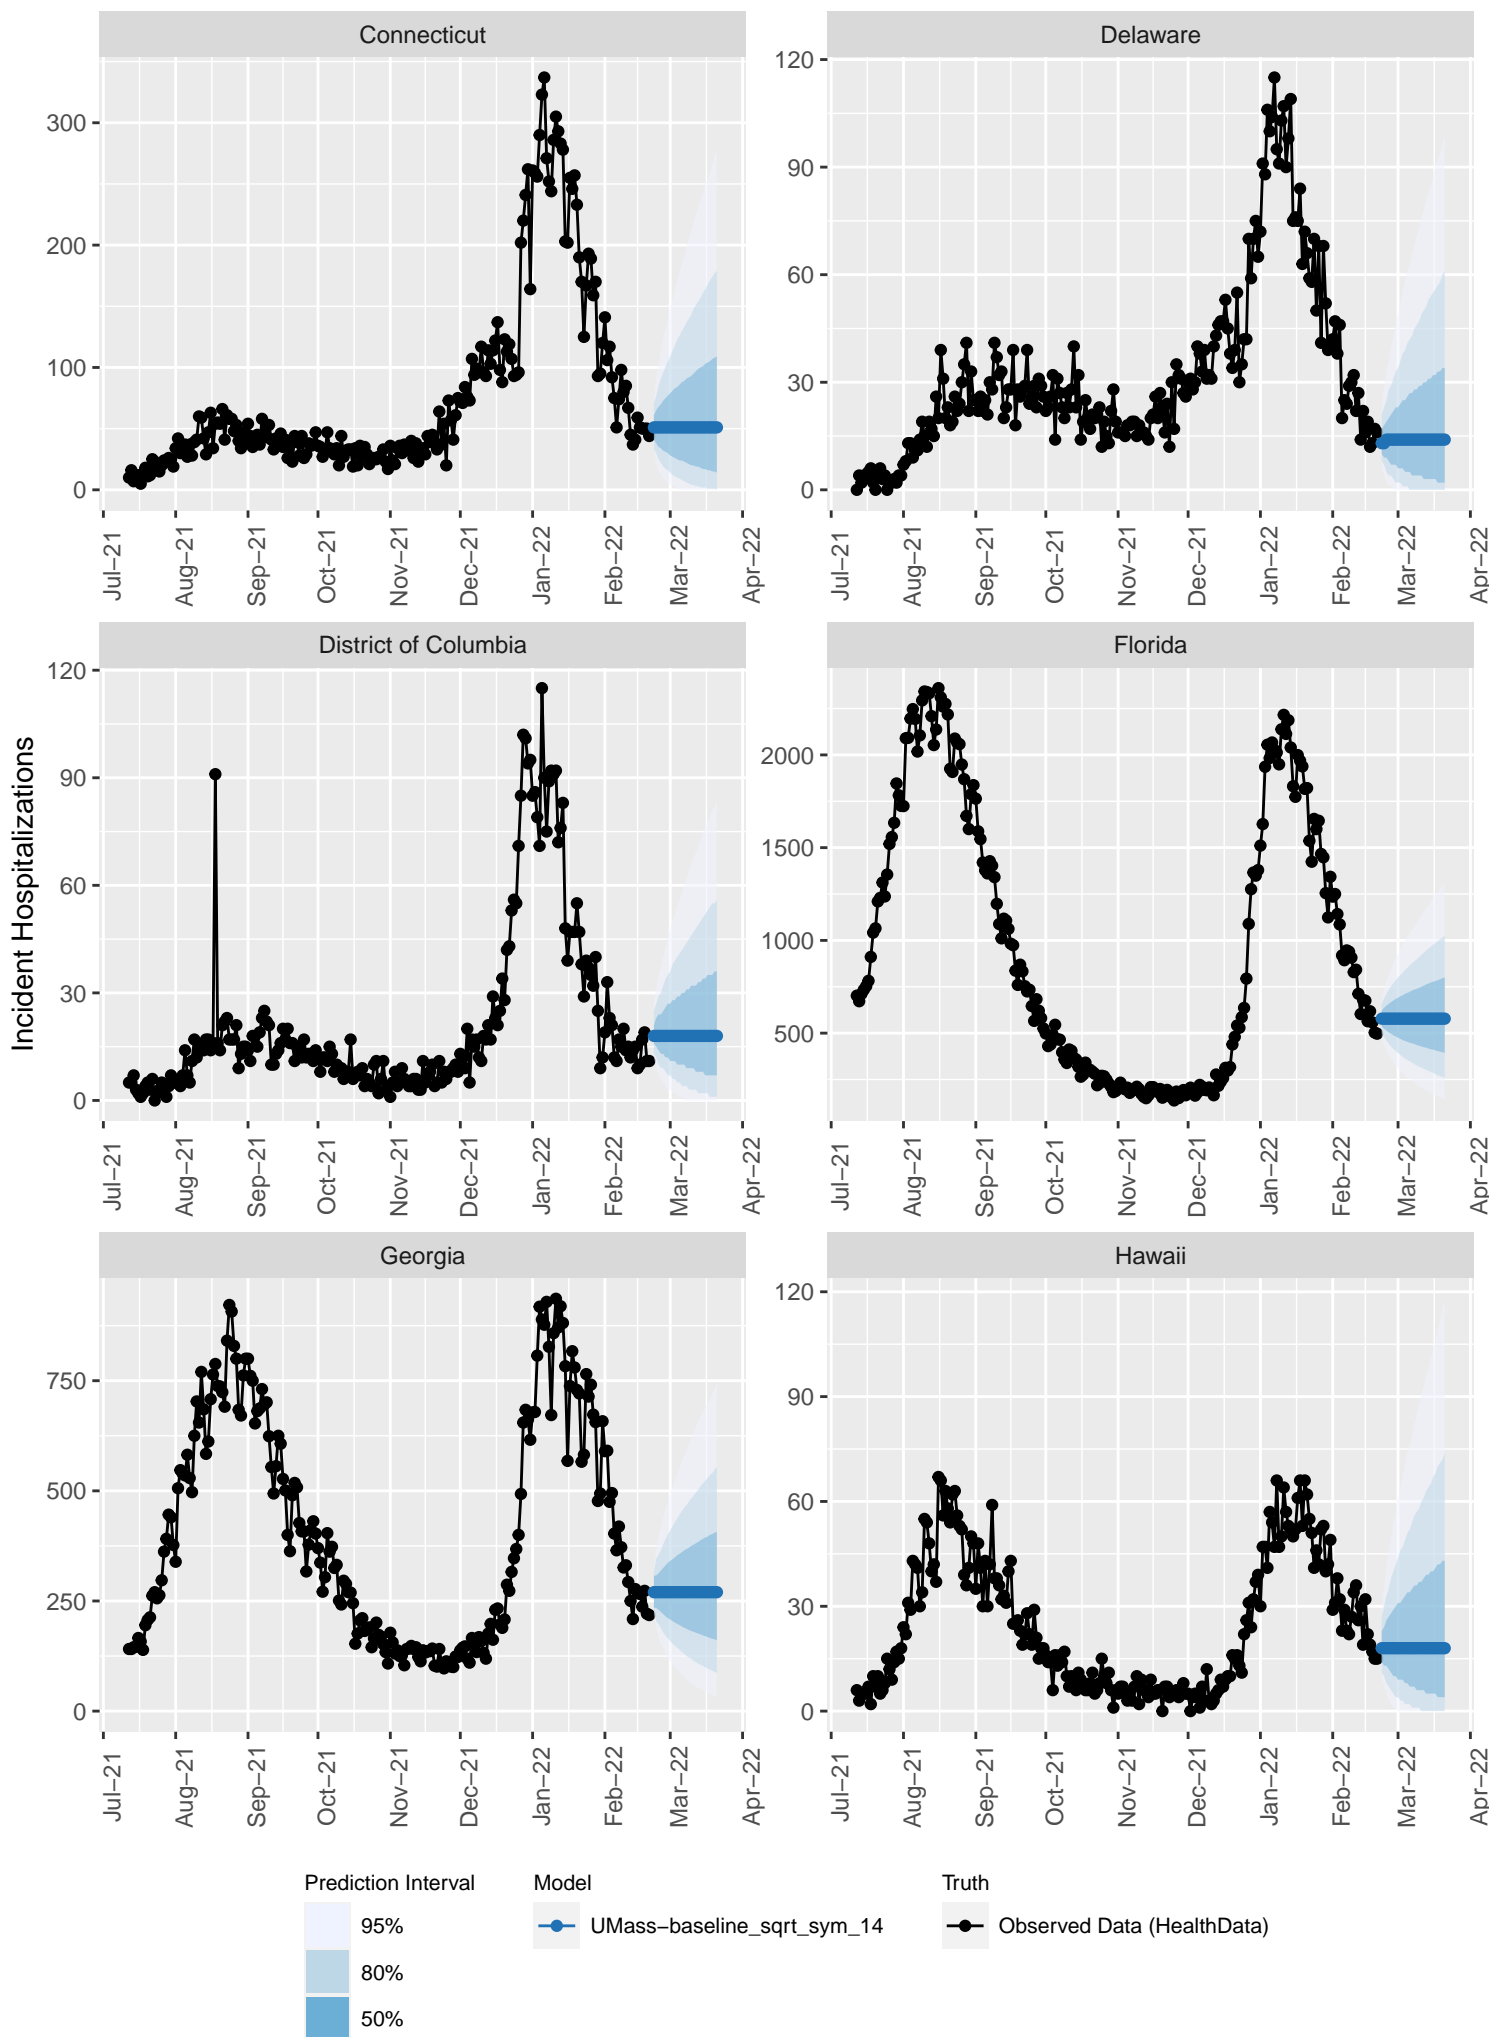 Connecticut
Delaware
300
200
100
0
120
90
60
30
0
Jul−21
Aug−21
Sep−21
Oct−21
Nov−21
Dec−21
Jan−22
Feb−22
Mar−22
Apr−22
Jul−21
Aug−21
Sep−21
Oct−21
Nov−21
Dec−21
Jan−22
Feb−22
Mar−22
Apr−22
Incident Hospitalizations
District of Columbia
Florida
120
90
60
30
0
2000
1500
1000
500
Jul−21
Aug−21
Sep−21
Oct−21
Nov−21
Dec−21
Jan−22
Feb−22
Mar−22
Apr−22
Jul−21
Aug−21
Sep−21
Oct−21
Nov−21
Dec−21
Jan−22
Feb−22
Mar−22
Apr−22
Georgia
Hawaii
750
500
250
0
120
90
60
30
0
Jul−21
Aug−21
Sep−21
Oct−21
Nov−21
Dec−21
Jan−22
Feb−22
Mar−22
Apr−22
Jul−21
Aug−21
Sep−21
Oct−21
Nov−21
Dec−21
Jan−22
Feb−22
Mar−22
Apr−22
Prediction Interval
95%
80%
50%
Model
UMass−baseline_sqrt_sym_14
Truth
Observed Data (HealthData)